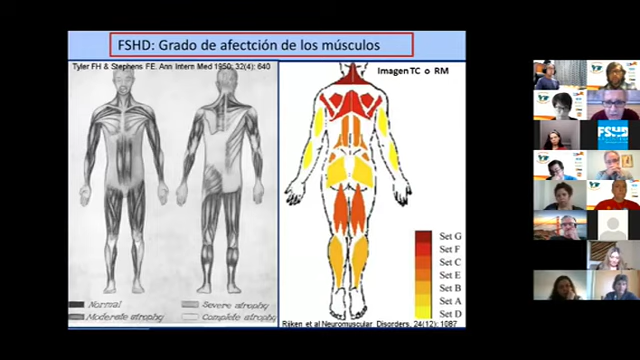 FSHD: Grado de afectción de los músculos
Tyler FH & Stephens FE. Ann Intern Med 1950; 32(4): 640
Imagen TC o RM
Set G
Set F
Set C
Set E
Set B
Set A
Set D
Normal
Severe atrophy
Moderate atrophy
Complete atrophy
Rijken et al Neuromuscular. Disorders. 24(12): 1087
FSHD